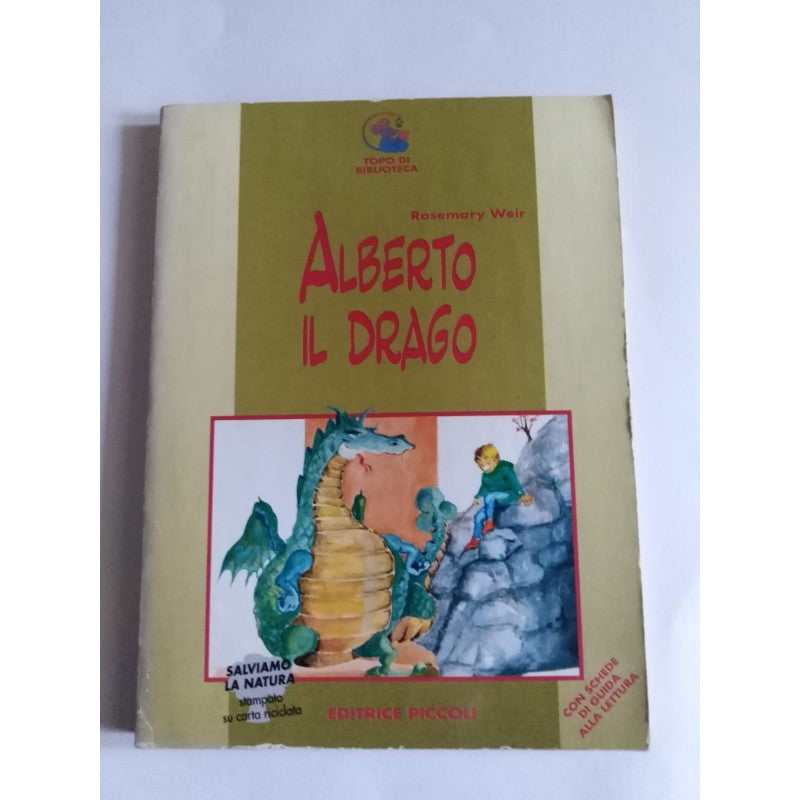 TOPO DI
BIBLIOTECA
Rosemary Weir
ALBERTO
IL DRAGO
SALVIAMO
LA NATURA
stampato
su carta riciclata
CON SCHEDE
DI GUIDA
ALLA LETTURA
EDITRICE PICCOLI